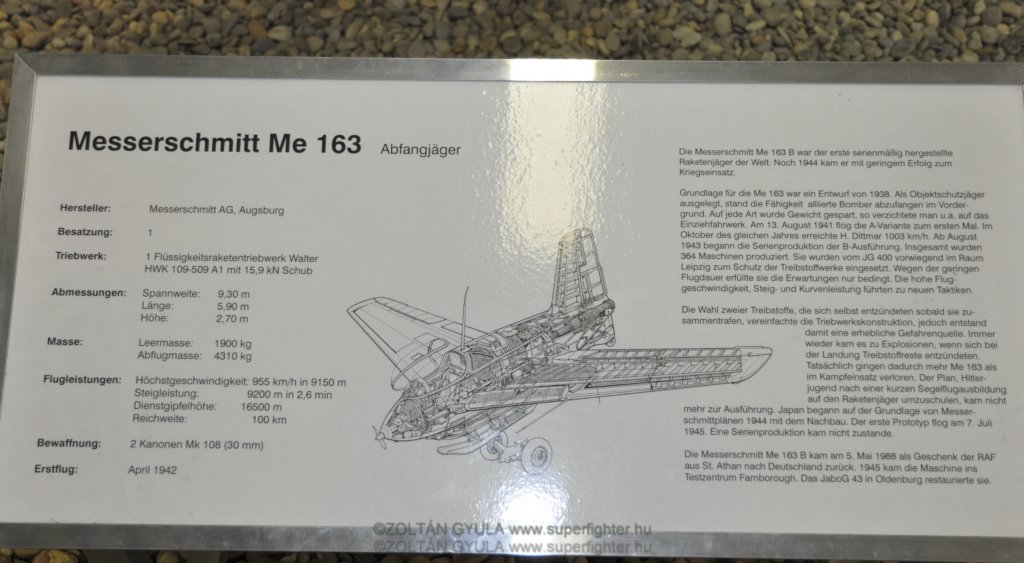 Messerschmitt Me 163 Abfangjäger
Hersteller: Messerschmitt AG, Augsburg
Besatzung: 1
Triebwerk: 1 Flüssigkeitsraketentriebwerk Walter
HWK 109-509 A1 mit 15,9 kN Schub
Abmessungen: Spannweite: 9,30 m
Länge: 5,90 m
Höhe: 2,70 m
Masse: Leermasse: 1900 kg
Abflugmasse: 4310 kg
Flugleistungen: Höchstgeschwindigkeit: 955 km/h in 9150 m
Steigleistung: 9200 m in 2,6 min
Dienstgipfelhöhe: 16500 m
Reichweite: 100 km
Bewaffnung: 2 Kanonen Mk 108 (30 mm)
Erstflug: April 1942
Die Messerschmitt Me 163 B war der erste serienmäßig hergestellte
Raketenjäger der Welt. Noch 1944 kam er mit geringem Erfolg zum
Kriegseinsatz.
Grundlage für die Me 163 war ein Entwurf von 1938. Als Objektschutzjäger
ausgelegt, stand die Fähigkeit alliierte Bomber abzufangen im Vorder-
grund. Auf jede Art wurde Gewicht gespart, so verzichtete man u.a. auf das
Einziehfahrwerk. Am 13. August 1941 flog die A-Variante zum ersten Mal. Im
Oktober des gleichen Jahres erreichte H. Dittmar 1003 km/h. Ab August
1943 begann die Serienproduktion der B-Ausführung. Insgesamt wurden
364 Maschinen produziert. Sie wurden vom JG 400 vorwiegend im Raum
Leipzig zum Schutz der Treibstoffwerke eingesetzt. Wegen der geringen
Flugdauer erfüllte sie die Erwartungen nur bedingt. Die hohe Flug-
geschwindigkeit, Steig- und Kurvenleistung führten zu neuen Taktiken.
Die Wahl zweier Treibstoffe, die sich selbst entzündeten sobald sie zu-
sammentrafen, vereinfachte die Triebwerkskonstruktion, jedoch entstand
damit eine erhebliche Gefahrenquelle. Immer
wieder kam es zu Explosionen, wenn sich bei
der Landung Treibstoffreste entzündeten.
Tatsächlich gingen dadurch mehr Me 163 als
im Kampfeinsatz verloren. Der Plan, Hitler-
jugend nach einer kurzen Segelflugausbildung
auf den Raketenjäger umzuschulen, kam nicht
mehr zur Ausführung. Japan begann auf der Grundlage von Messer-
schmittplänen 1944 mit dem Nachbau. Der erste Prototyp flog am 7. Juli
1945. Eine Serienproduktion kam nicht zustande.
Die Messerschmitt Me 163 B kam am 5. Mai 1988 als Geschenk der RAF
aus St. Athan nach Deutschland zurück. 1945 kam die Maschine ins
Testzentrum Farnborough. Das JaboG 43 in Oldenburg restaurierte sie.
©ZOLTÁN GYULA www.superfighter.hu
©ZOLTÁN GYULA www.superfighter.hu